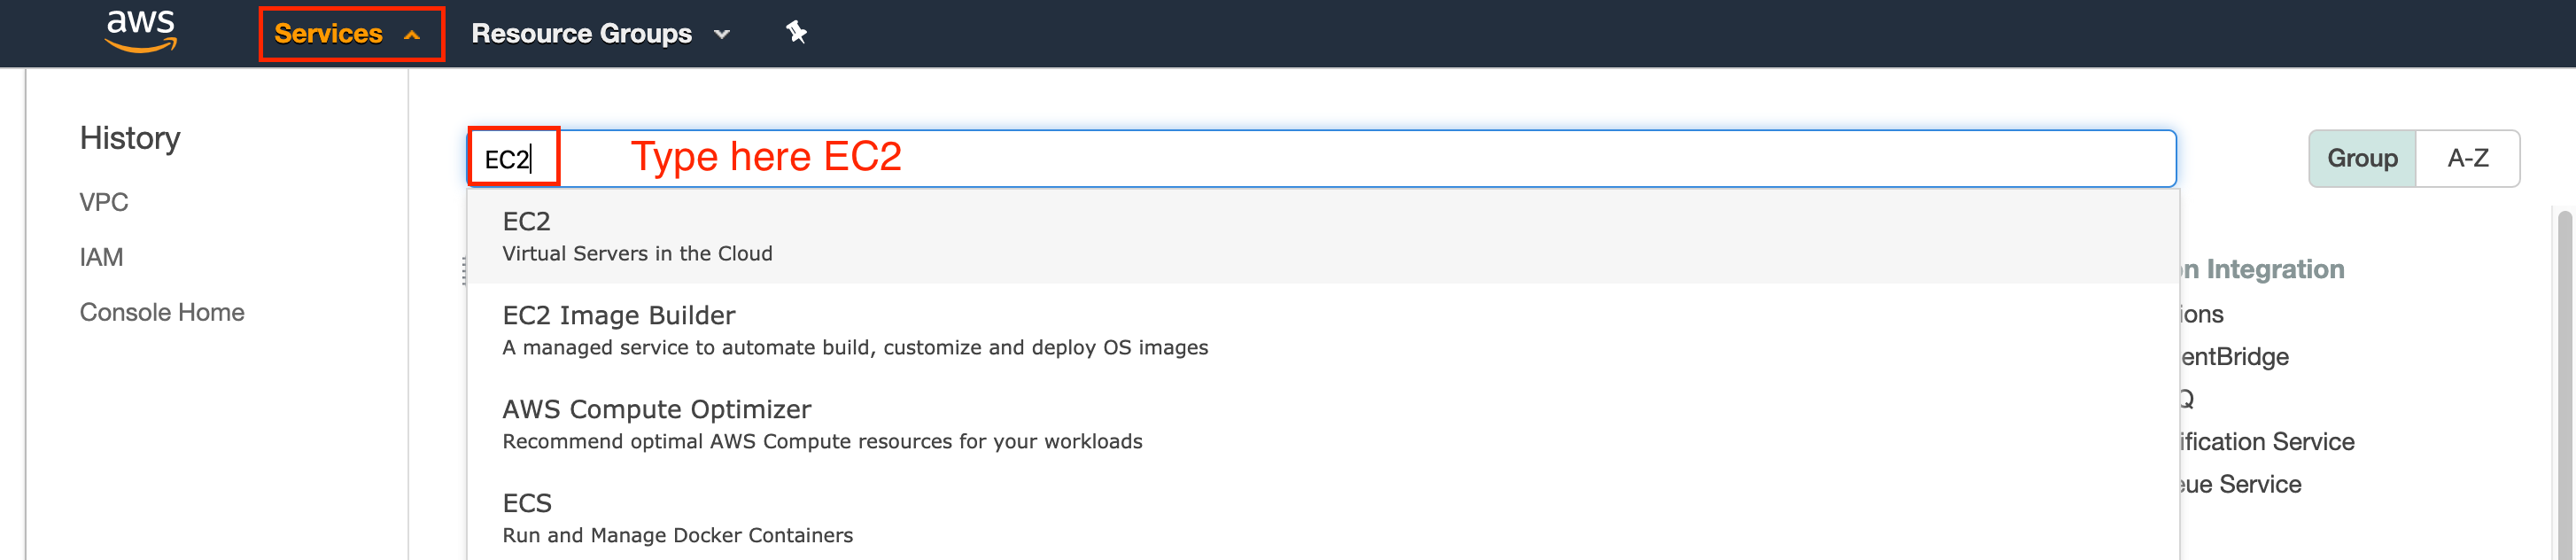 aws
Services
Resource Groups
History
VPC
IAM
Console Home
EC2
Type here EC2
Group
A-Z
EC2
Virtual Servers in the Cloud
EC2 Image Builder
A managed service to automate build, customize and deploy OS images
AWS Compute Optimizer
Recommend optimal AWS Compute resources for your workloads
ECS
Run and Manage Docker Containers
n Integration
ions
entBridge
Q
ification Service
ue Service